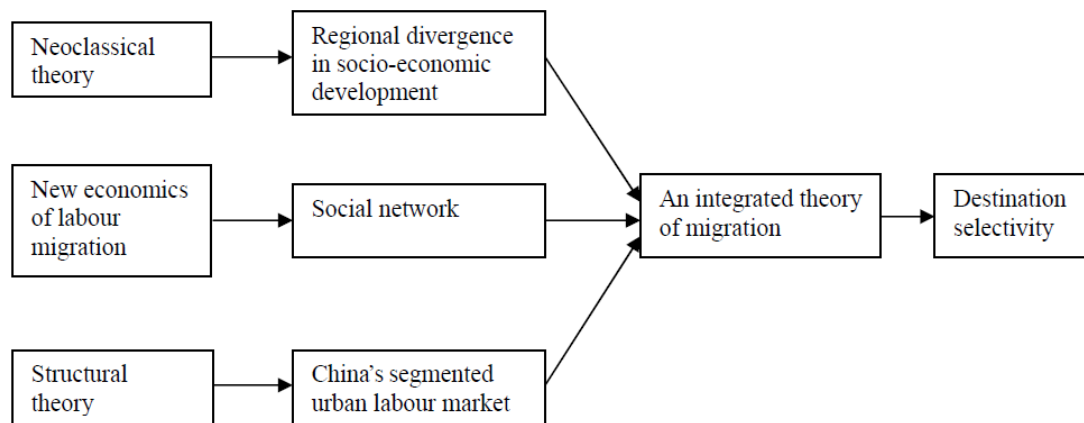 Neoclassical
theory
Regional divergence
in socio-economic
development
New economics
of labour
migration
Social network
An integrated theory
of migration
Destination
selectivity
Structural
theory
China's segmented
urban labour market